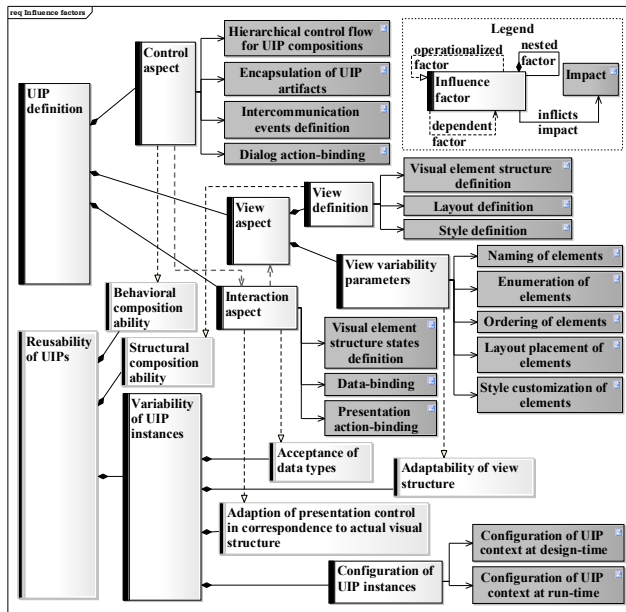 req Influence factors
UIP
definition
Control
aspect
Hierarchical control flow
for UIP compositions
Encapsulation of UIP
artifacts
Intercommunication
events definition
Dialog action-binding
Legend
operationalized
factor
nested
factor
Influence
factor
Impact
dependent
factor
inflicts
impact
View
aspect
View
definition
Visual element structure
definition
Layout definition
Style definition
View variability
parameters
Naming of elements
Enumeration of
elements
Ordering of elements
Layout placement of
elements
Style customization of
elements
Interaction
aspect
Visual element
structure states
definition
Data-binding
Presentation
action-binding
Behavioral
composition
ability
Structural
composition
ability
Reusability
of UIPs
Variability
of UIP
instances
Acceptance of
data types
Adaptability of view
structure
Adaption of presentation control
in correspondence to actual visual
structure
Configuration of
UIP instances
Configuration of UIP
context at design-time
Configuration of UIP
context at run-time